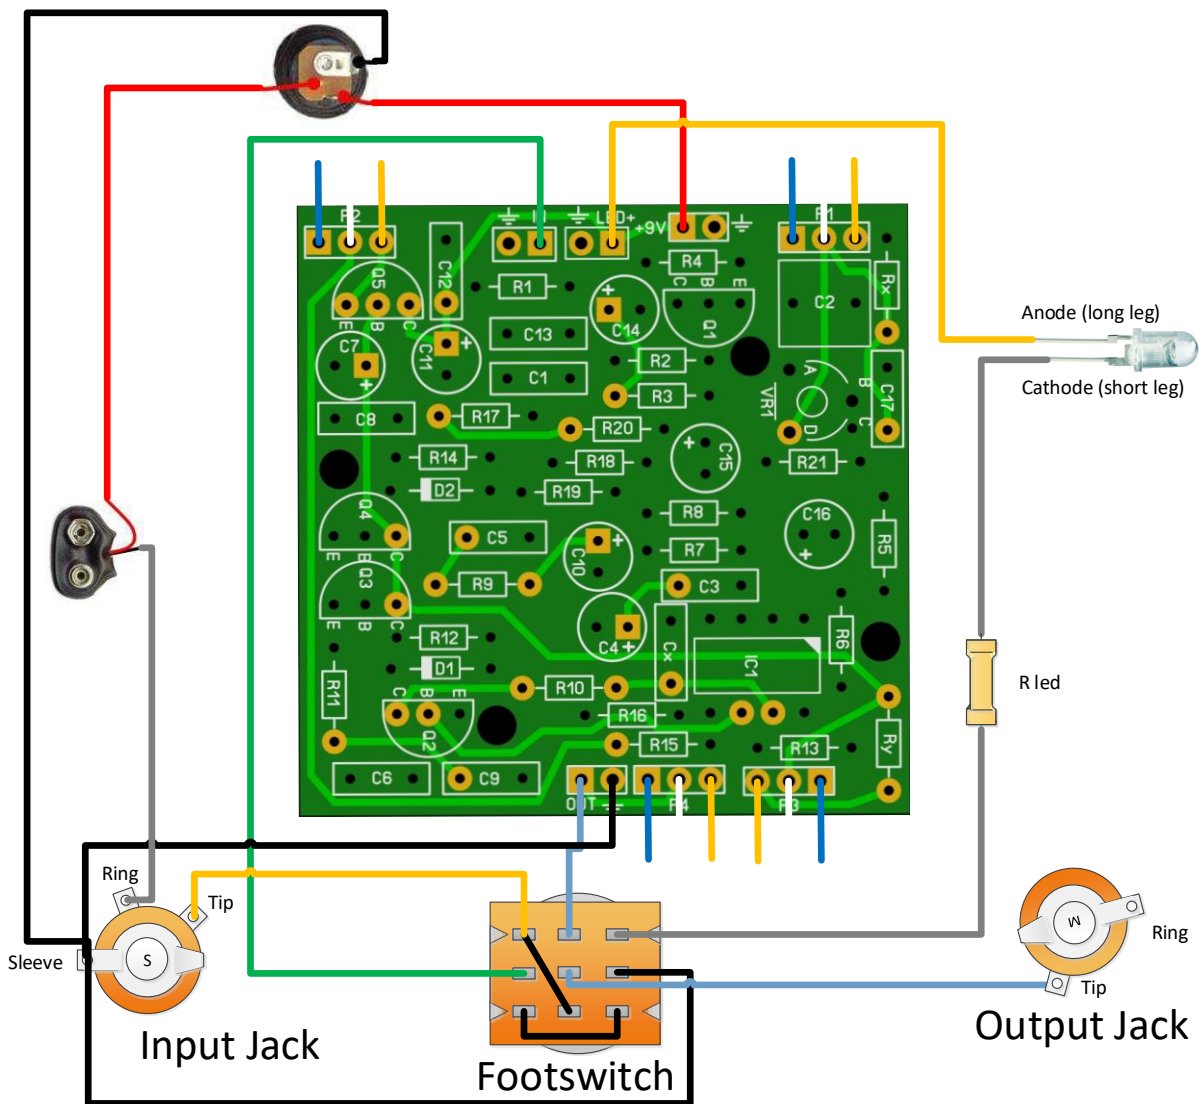 P2
IN
LED+
+9V
P1
Q5
C12
R1
R4
C
B
E
Q1
C2
Rx
E
B
C
C14
+
C13
C7
+
C11
+
C1
R2
R3
A
B
VR1
C
D
C17
C8
R17
R20
C15
+
R14
R18
R21
D2
R19
Q4
E
B
C
C5
C10
+
R8
R7
C16
+
R5
Q3
E
B
C
R9
C3
C4
+
Cx
IC1
R6
R12
D1
R11
C
B
E
Q2
R10
R16
R15
R13
Ry
C6
C9
OUT
P4
P3
Anode (long leg)
Cathode (short leg)
R led
Ring
Tip
Sleeve
S
Input Jack
Footswitch
M
Ring
Tip
Output Jack